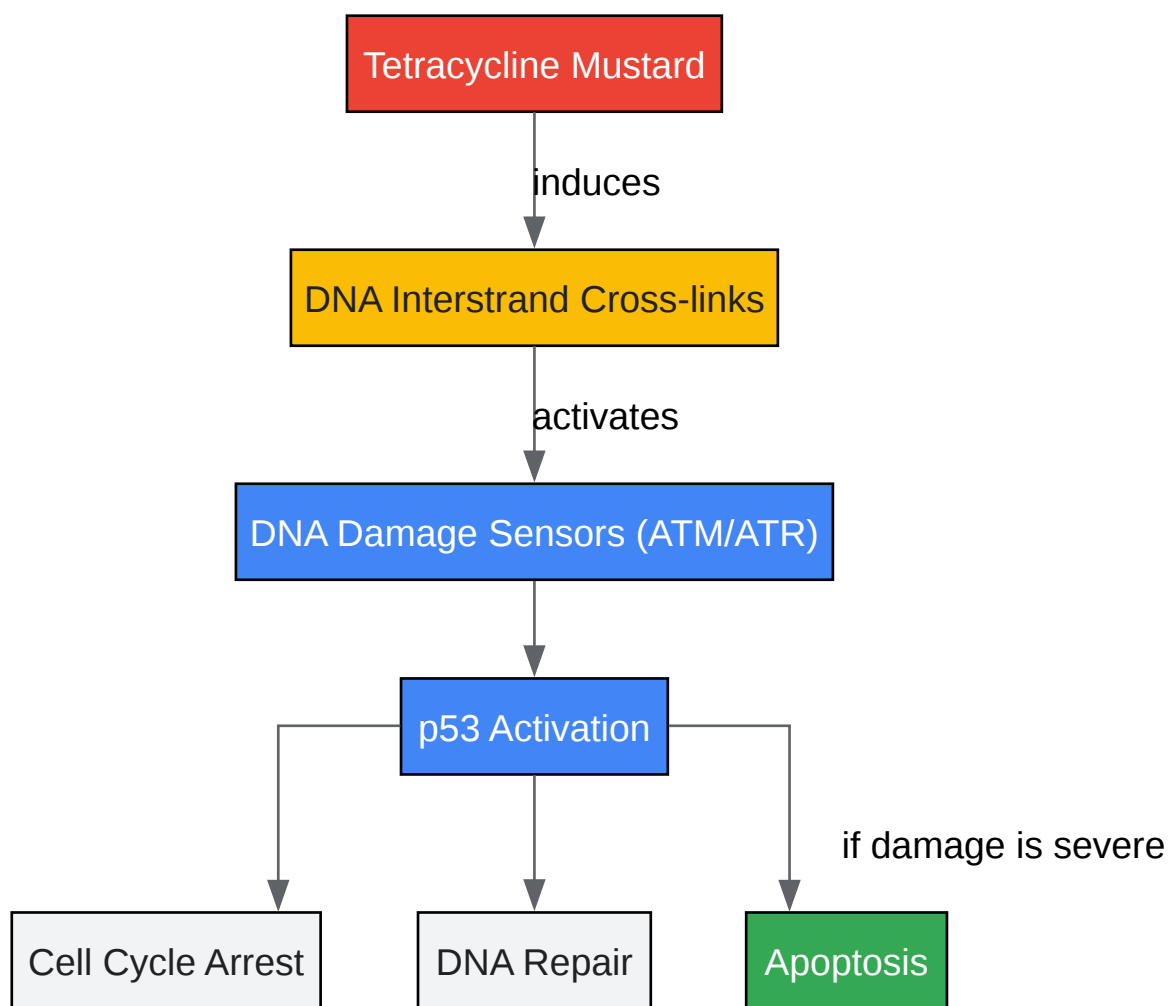 Tetracycline Mustard
induces
DNA Interstrand Cross-links
activates
DNA Damage Sensors (ATM/ATR)
p53 Activation
if damage is severe
Cell Cycle Arrest
DNA Repair
Apoptosis